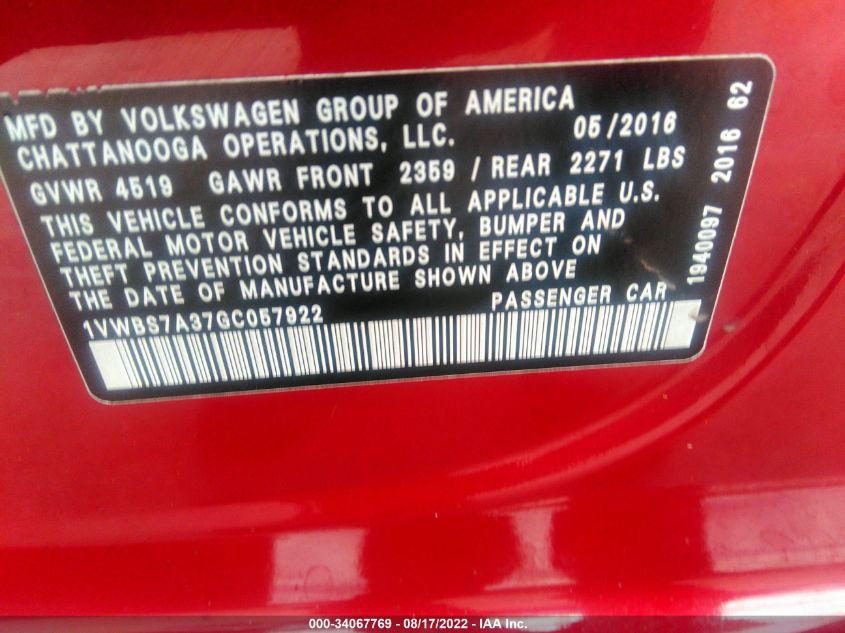 MFD BY VOLKSWAGEN GROUP OF AMERICA
CHATTANOOGA OPERATIONS, LLC. 05/2016
GVWR 4519 GAWR FRONT 2359 / REAR 2271 LBS
THIS VEHICLE CONFORMS TO ALL APPLICABLE U.S.
FEDERAL MOTOR VEHICLE SAFETY, BUMPER AND
THEFT PREVENTION STANDARDS IN EFFECT ON
THE DATE OF MANUFACTURE SHOWN ABOVE
1VWBS7A37GC057922 PASSENGER CAR
1940097 2016 62
000-34067769 - 08/17/2022 - IAA Inc.